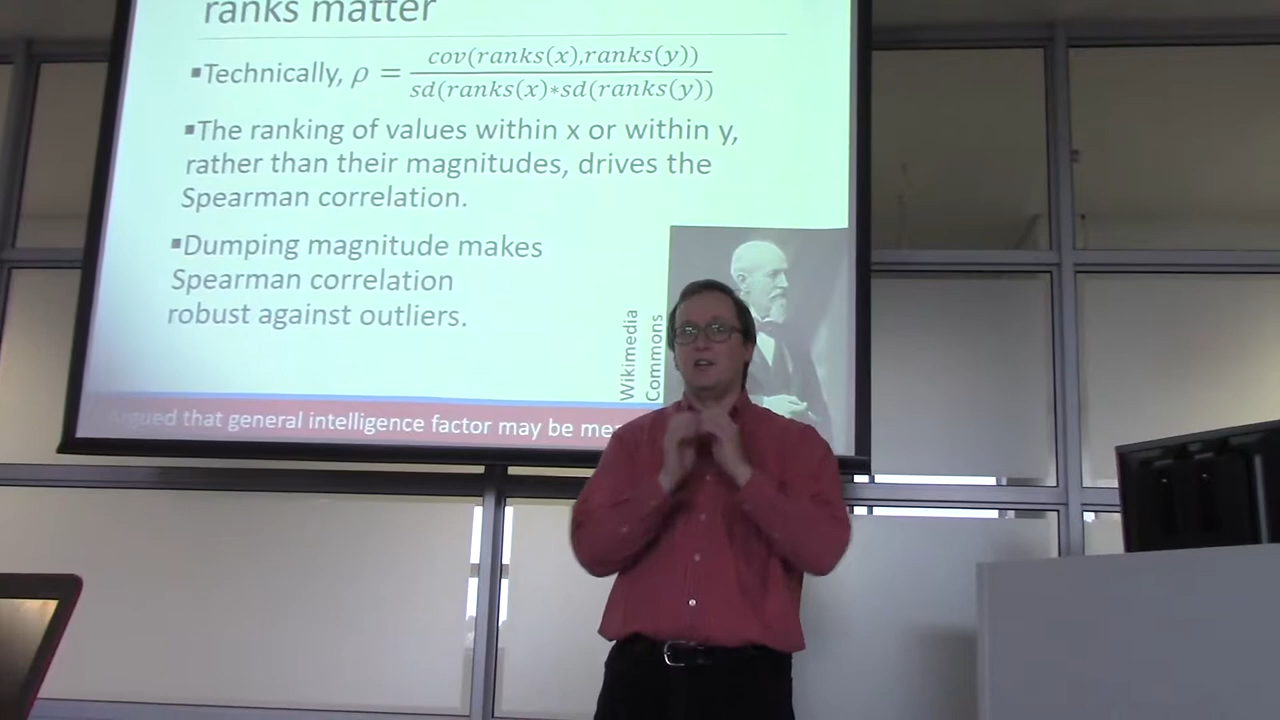 ranks matter
▪Technically, ρ = cov(ranks(x),ranks(y)) / sd(ranks(x)∗sd(ranks(y))
▪The ranking of values within x or within y,
rather than their magnitudes, drives the
Spearman correlation.
▪Dumping magnitude makes
Spearman correlation
robust against outliers.
Wikimedia
Commons
that general intelligence factor may be